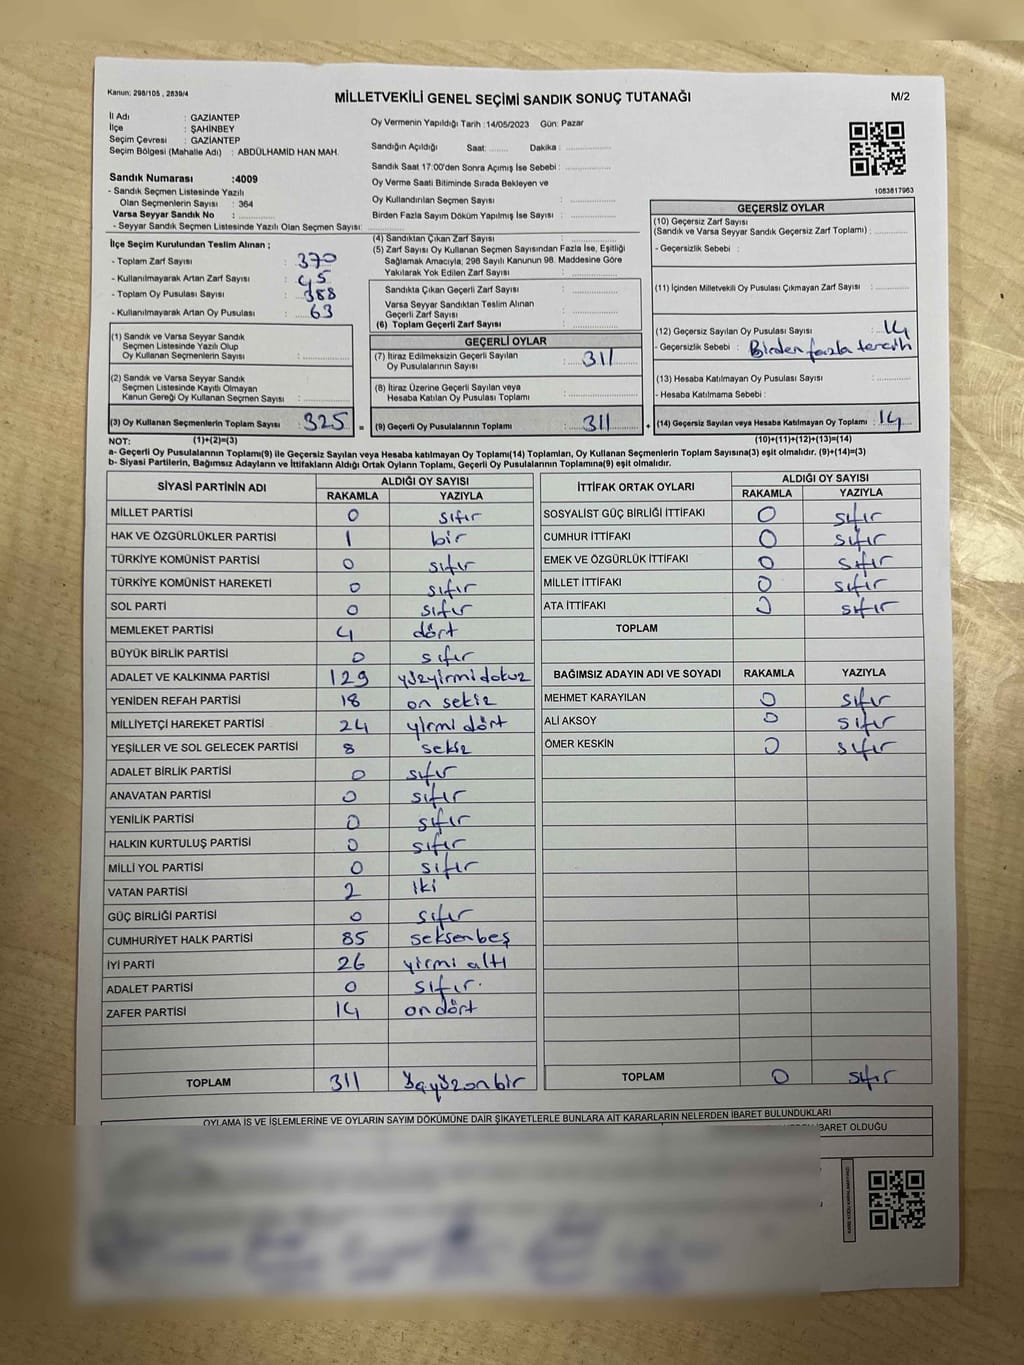 Kanun: 298/105 , 2839/4
MİLLETVEKİLİ GENEL SEÇİMİ SANDIK SONUÇ TUTANAĞI
M/2
İl Adı : GAZİANTEP
İlçe : ŞAHİNBEY
Seçim Çevresi : GAZİANTEP
Seçim Bölgesi (Mahalle Adı) : ABDÜLHAMİD HAN MAH.
Sandık Numarası :4009
- Sandık Seçmen Listesinde Yazılı
Olan Seçmenlerin Sayısı : 364
Varsa Seyyar Sandık No :
- Seyyar Sandık Seçmen Listesinde Yazılı Olan Seçmen Sayısı:
Oy Vermenin Yapıldığı Tarih :14/05/2023 Gün: Pazar
Sandığın Açıldığı Saat: Dakika :
Sandık Saat 17:00'den Sonra Açımış İse Sebebi :
Oy Verme Saati Bitiminde Sırada Bekleyen ve
Oy Kullandırılan Seçmen Sayısı :
Birden Fazla Sayım Döküm Yapılmış İse Sayısı :
1083817963
İlçe Seçim Kurulundan Teslim Alınan ;
- Toplam Zarf Sayısı : 370
- Kullanılmayarak Artan Zarf Sayısı : 45
- Toplam Oy Pusulası Sayısı : 388
- Kullanılmayarak Artan Oy Pusulası : 63
(1) Sandık ve Varsa Seyyar Sandık
Seçmen Listesinde Yazılı Olup
Oy Kullanan Seçmenlerin Sayısı :
(2) Sandık ve Varsa Seyyar Sandık
Seçmen Listesinde Kayıtlı Olmayan
Kanun Gereği Oy Kullanan Seçmen Sayısı :
(3) Oy Kullanan Seçmenlerin Toplam Sayısı : 325 =
(4) Sandıktan Çıkan Zarf Sayısı :
(5) Zarf Sayısı Oy Kullanan Seçmen Sayısından Fazla İse, Eşitliği
Sağlamak Amacıyla, 298 Sayılı Kanunun 98. Maddesine Göre
Yakılarak Yok Edilen Zarf Sayısı :
Sandıkta Çıkan Geçerli Zarf Sayısı :
Varsa Seyyar Sandıktan Teslim Alınan
Geçerli Zarf Sayısı :
(6) Toplam Geçerli Zarf Sayısı :
GEÇERLİ OYLAR
(7) İtiraz Edilmeksizin Geçerli Sayılan
Oy Pusulalarının Sayısı : 311
(8) İtiraz Üzerine Geçerli Sayılan veya
Hesaba Katılan Oy Pusulası Toplamı :
(9) Geçerli Oy Pusulalarının Toplamı : 311 +
GEÇERSİZ OYLAR
(10) Geçersiz Zarf Sayısı
(Sandık ve Varsa Seyyar Sandık Geçersiz Zarf Toplamı) :
- Geçersizlik Sebebi :
(11) İçinden Milletvekili Oy Pusulası Çıkmayan Zarf Sayısı :
(12) Geçersiz Sayılan Oy Pusulası Sayısı : 14
- Geçersizlik Sebebi : Birden fazla tercih
(13) Hesaba Katılmayan Oy Pusulası Sayısı :
- Hesaba Katılmama Sebebi :
(14) Geçersiz Sayılan veya Hesaba Katılmayan Oy Toplamı : 14
NOT: (1)+(2)=(3) (10)+(11)+(12)+(13)=(14)
a- Geçerli Oy Pusulasının Toplamı(9) ile Geçersiz Sayılan veya Hesaba katılmayan Oy Toplamı(14) Toplamları, Oy Kullanan Seçmenlerin Toplam Sayısına(3) eşit olmalıdır. (9)+(14)=(3)
b- Siyasi Partilerin, Bağımsız Adayların ve İttifakların Aldığı Ortak Oyların Toplamı, Geçerli Oy Pusulalarının Toplamına(9) eşit olmalıdır.
SİYASİ PARTİNİN ADI ALDIĞI OY SAYISI
RAKAMLA YAZIYLA
MİLLET PARTİSİ 0 sıfır
HAK VE ÖZGÜRLÜKLER PARTİSİ 1 bir
TÜRKİYE KOMÜNİST PARTİSİ 0 sıfır
TÜRKİYE KOMÜNİST HAREKETİ 0 sıfır
SOL PARTİ 0 sıfır
MEMLEKET PARTİSİ 4 dört
BÜYÜK BİRLİK PARTİSİ 0 sıfır
ADALET VE KALKINMA PARTİSİ 129 yüzyirmidokuz
YENİDEN REFAH PARTİSİ 18 on sekiz
MİLLİYETÇİ HAREKET PARTİSİ 24 yirmi dört
YEŞİLLER VE SOL GELECEK PARTİSİ 8 sekiz
ADALET BİRLİK PARTİSİ 0 sıfır
ANAVATAN PARTİSİ 0 sıfır
YENİLİK PARTİSİ 0 sıfır
HALKIN KURTULUŞ PARTİSİ 0 sıfır
MİLLİ YOL PARTİSİ 0 sıfır
VATAN PARTİSİ 2 iki
GÜÇ BİRLİĞİ PARTİSİ 0 sıfır
CUMHURİYET HALK PARTİSİ 85 seksenbeş
İYİ PARTİ 26 yirmi altı
ADALET PARTİSİ 0 sıfır.
ZAFER PARTİSİ 14 ondört
TOPLAM 311 üçyüzonbir
İTTİFAK ORTAK OYLARI ALDIĞI OY SAYISI
RAKAMLA YAZIYLA
SOSYALİST GÜÇ BİRLİĞİ İTTİFAKI 0 sıfır
CUMHUR İTTİFAKI 0 sıfır
EMEK VE ÖZGÜRLÜK İTTİFAKI 0 sıfır
MİLLET İTTİFAKI 0 sıfır
ATA İTTİFAKI 0 sıfır
TOPLAM
BAĞIMSIZ ADAYIN ADI VE SOYADI RAKAMLA YAZIYLA
MEHMET KARAYILAN 0 sıfır
ALİ AKSOY 0 sıfır
ÖMER KESKİN 0 sıfır
TOPLAM 0 sıfır
OYLAMA İŞ VE İŞLEMLERİNE VE OYLARIN SAYIM DÖKÜMÜNE DAİR ŞİKAYETLERLE BUNLARA AİT KARARLARIN NELERDEN İBARET BULUNDUKLARI
İBARET OLDUĞU